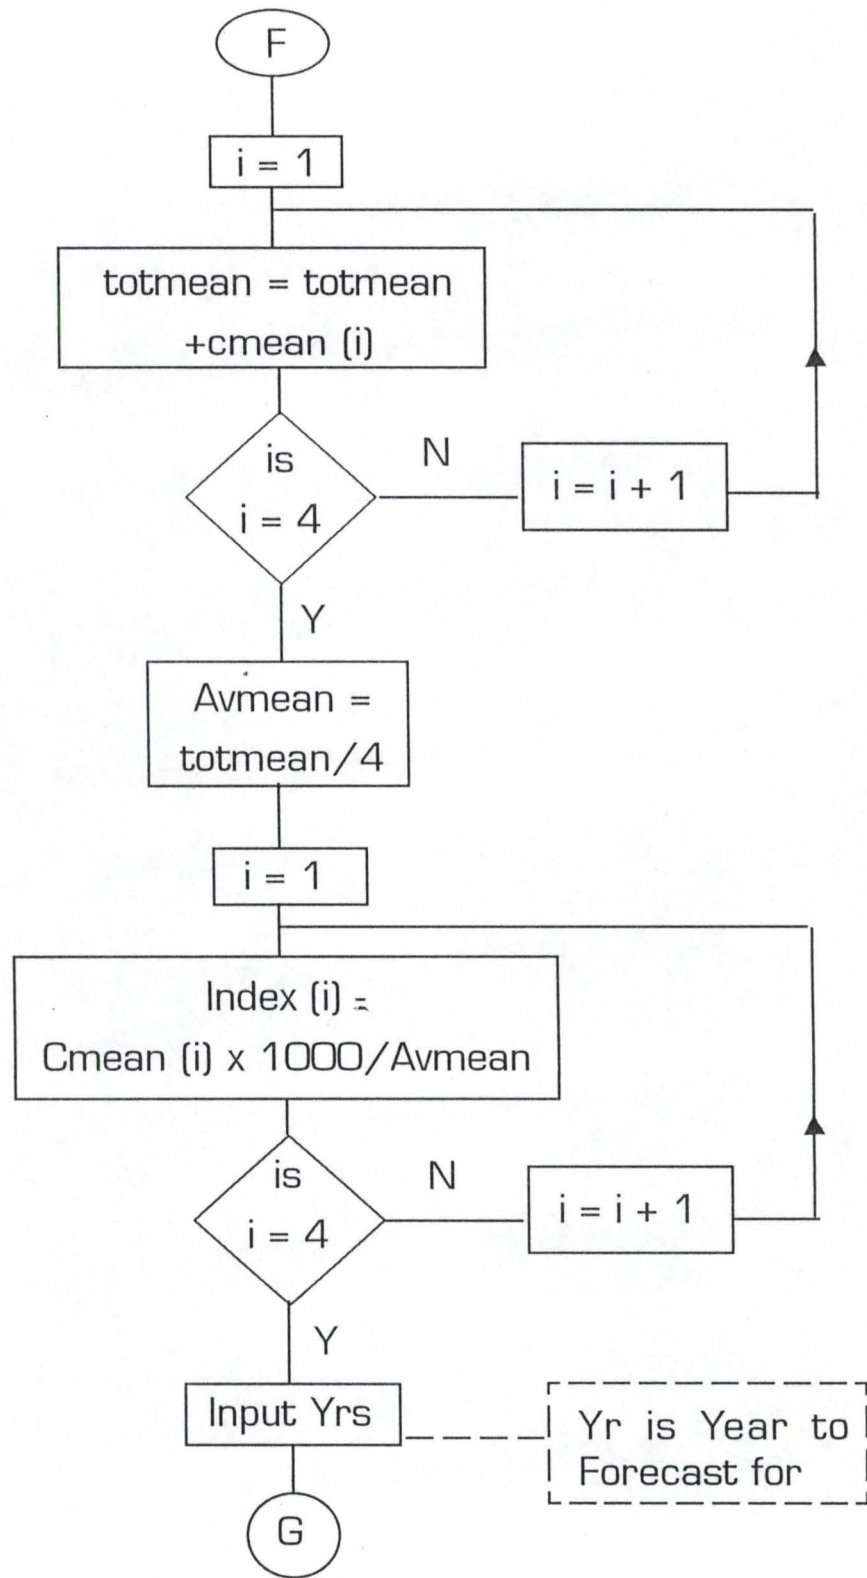 F
i = 1
totmean = totmean
+cmean (i)
is
i = 4
N
i = i + 1
Y
Avmean =
totmean/4
i = 1
Index (i) =
Cmean (i) x 1000/Avmean
is
i = 4
N
i = i + 1
Y
Input Yrs
Yr is Year to
Forecast for
G